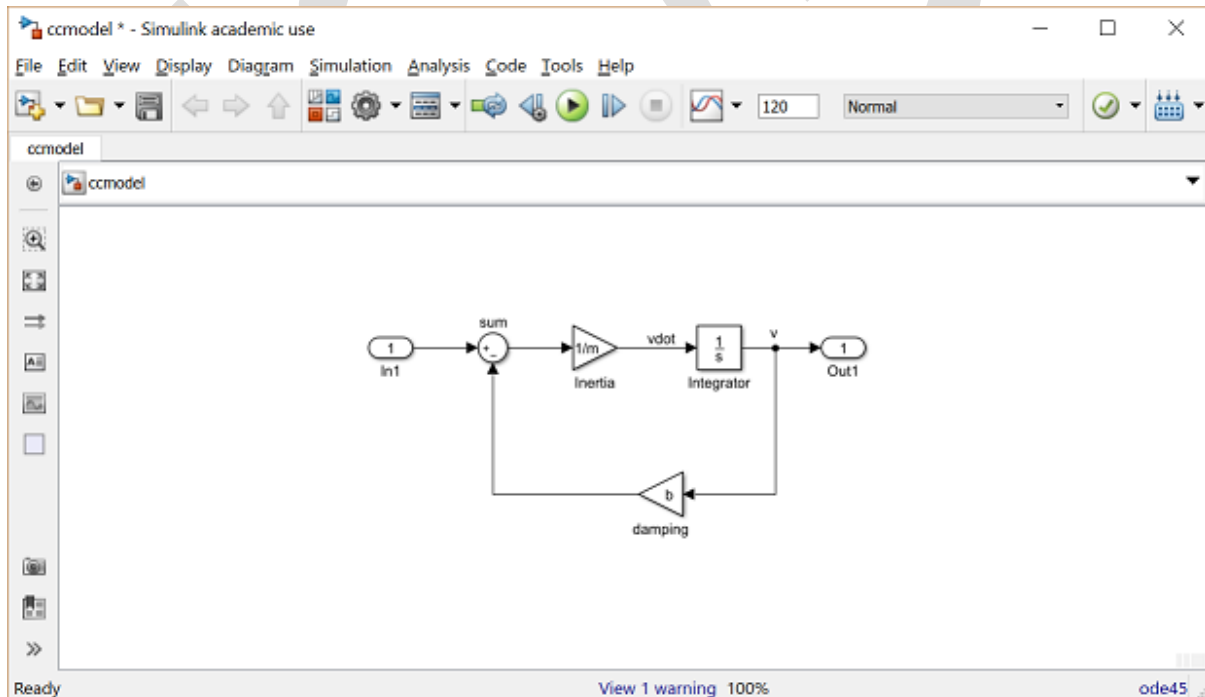 ccmodel * - Simulink academic use
File Edit View Display Diagram Simulation Analysis Code Tools Help
120 Normal
ccmodel
ccmodel
sum
vdot
v
1
+_
1/m
1
s
1
In1
Inertia
Integrator
Out1
b
damping
Ready View 1 warning 100% ode45